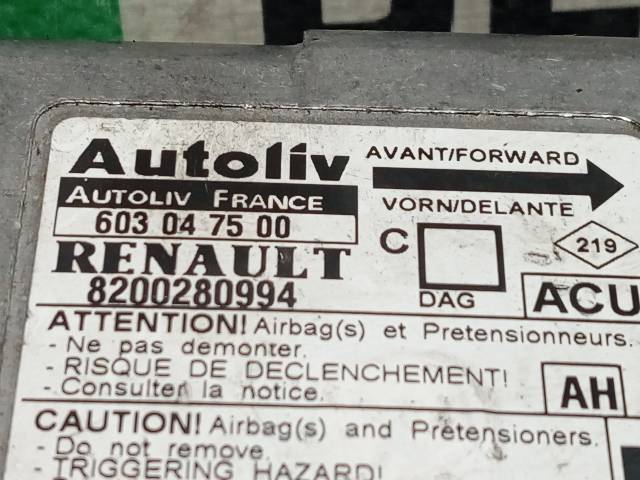 Autoliv
AUTOLIV FRANCE
603 04 75 00
RENAULT
8200280994
AVANT/FORWARD
VORN/DELANTE
C
DAG
219
ACU
ATTENTION! Airbag(s) et Pretensionneurs.
- Ne pas demonter.
- RISQUE DE DECLENCHEMENT!
- Consulter la notice.
AH
CAUTION! Airbag(s) and Pretensioners.
- Do not remove.
- TRIGGERING HAZARD!